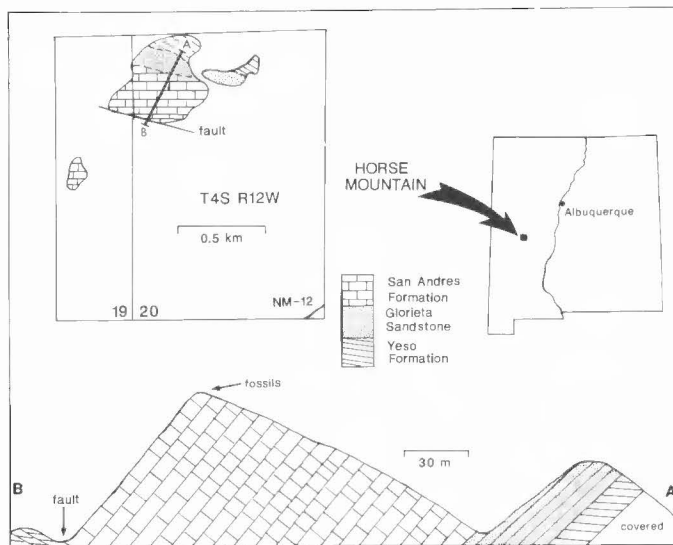 A
B
fault
T4S R12W
0.5 km
19 20
NM-12
HORSE
MOUNTAIN
Albuquerque
San Andres
Formation
Glorieta
Sandstone
Yeso
Formation
fossils
30 m
B
fault
A
covered